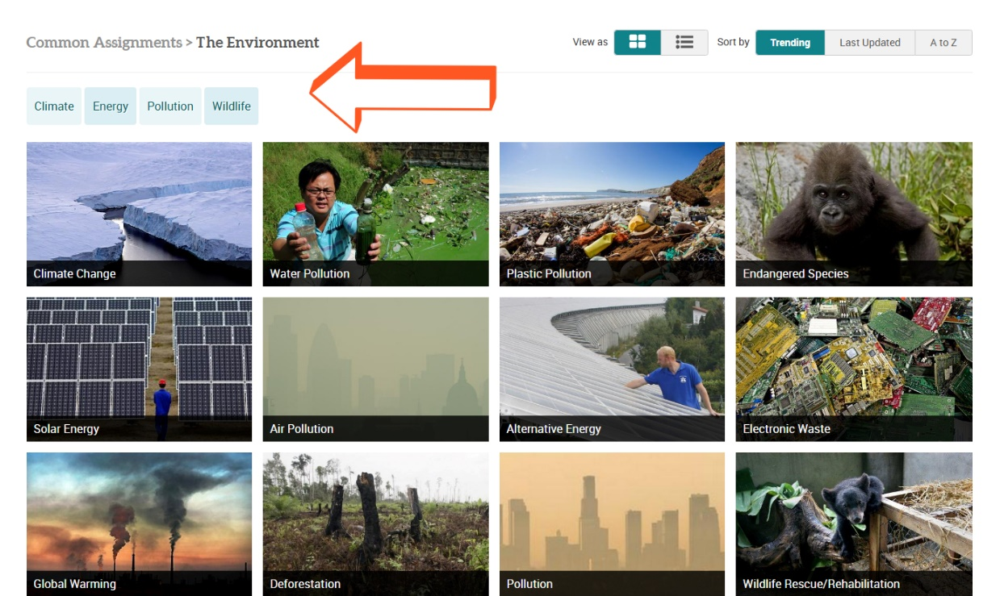 Common Assignments > The Environment
View as
Sort by Trending Last Updated A to Z
Climate Energy Pollution Wildlife
Climate Change
Water Pollution
Plastic Pollution
Endangered Species
Solar Energy
Air Pollution
Alternative Energy
Electronic Waste
Global Warming
Deforestation
Pollution
Wildlife Rescue/Rehabilitation